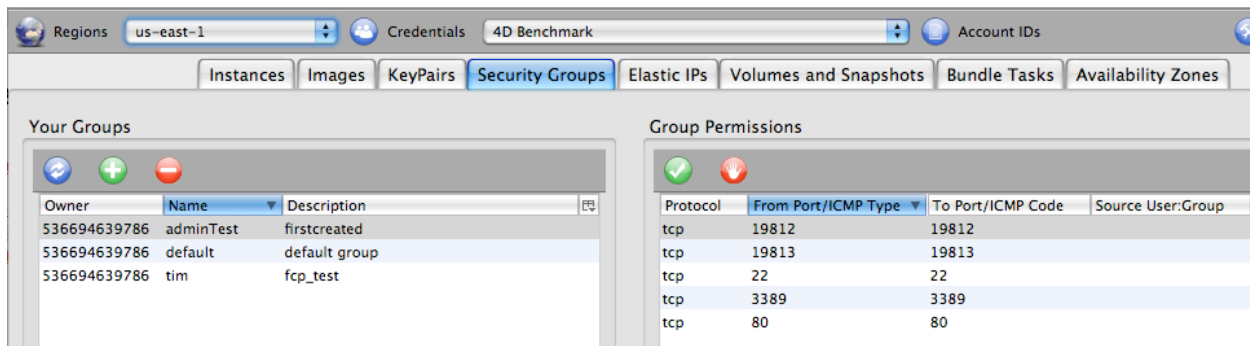 Regions us-east-1 Credentials 4D Benchmark Account IDs
Instances Images KeyPairs Security Groups Elastic IPs Volumes and Snapshots Bundle Tasks Availability Zones
Your Groups
Owner Name Description
536694639786 adminTest firstcreated
536694639786 default default group
536694639786 tim fcp_test
Group Permissions
Protocol From Port/ICMP Type To Port/ICMP Code Source User:Group
tcp 19812 19812
tcp 19813 19813
tcp 22 22
tcp 3389 3389
tcp 80 80